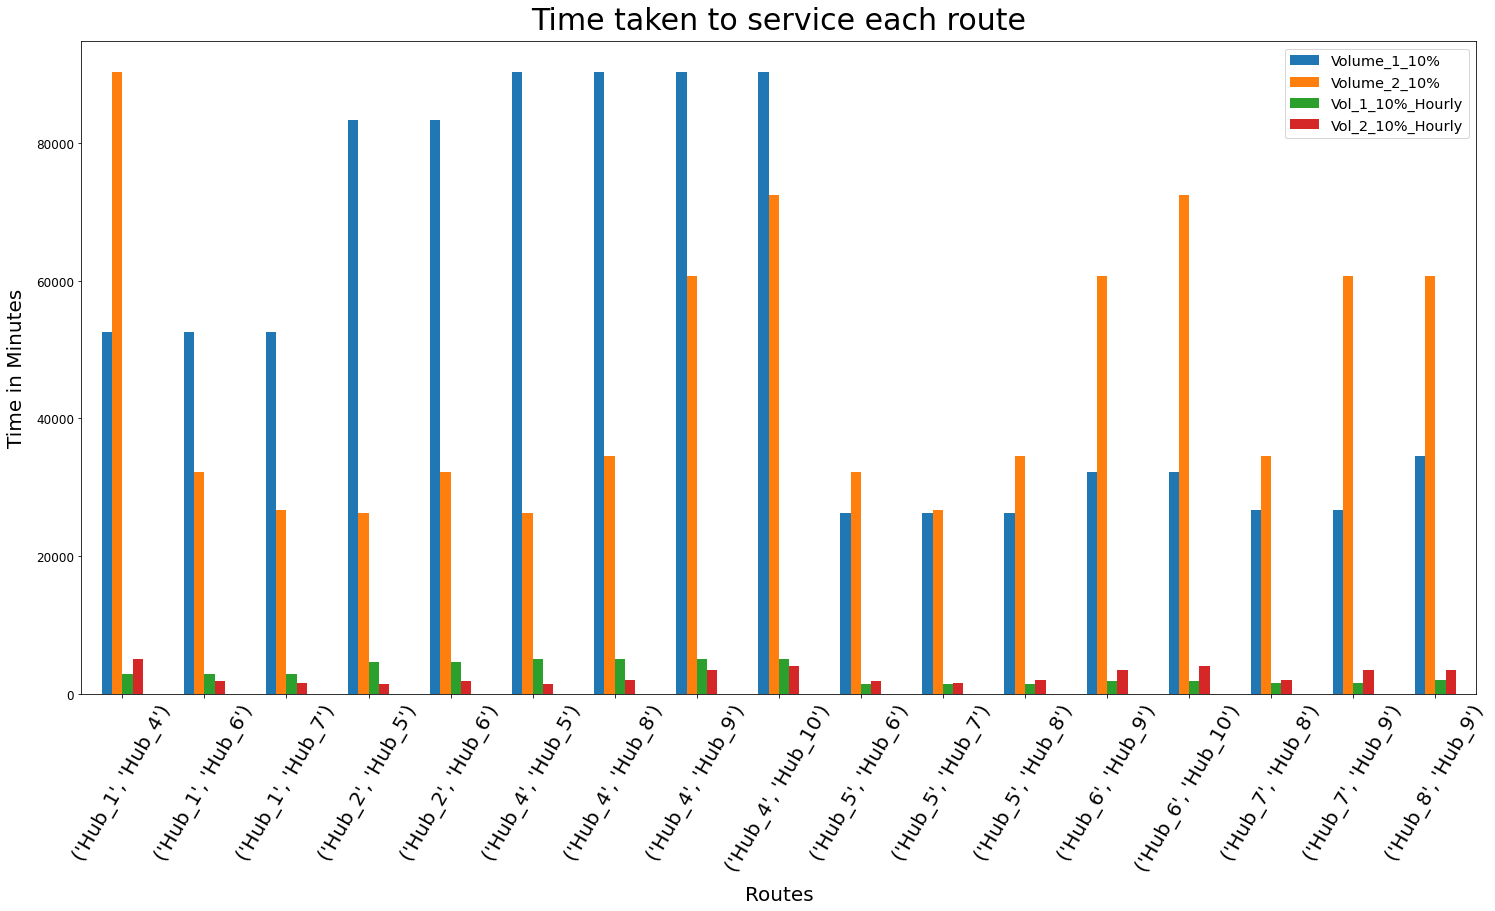 Time taken to service each route
Volume_1_10%
Volume_2_10%
Vol_1_10%_Hourly
Vol_2_10%_Hourly
Time in Minutes
80000
60000
40000
20000
0
('Hub_1', 'Hub_4')
('Hub_1', 'Hub_6')
('Hub_1', 'Hub_7')
('Hub_2', 'Hub_5')
('Hub_2', 'Hub_6')
('Hub_4', 'Hub_5')
('Hub_4', 'Hub_8')
('Hub_4', 'Hub_9')
('Hub_4', 'Hub_10')
('Hub_5', 'Hub_6')
('Hub_5', 'Hub_7')
('Hub_5', 'Hub_8')
('Hub_6', 'Hub_9')
('Hub_6', 'Hub_10')
('Hub_7', 'Hub_8')
('Hub_7', 'Hub_9')
('Hub_8', 'Hub_9')
Routes